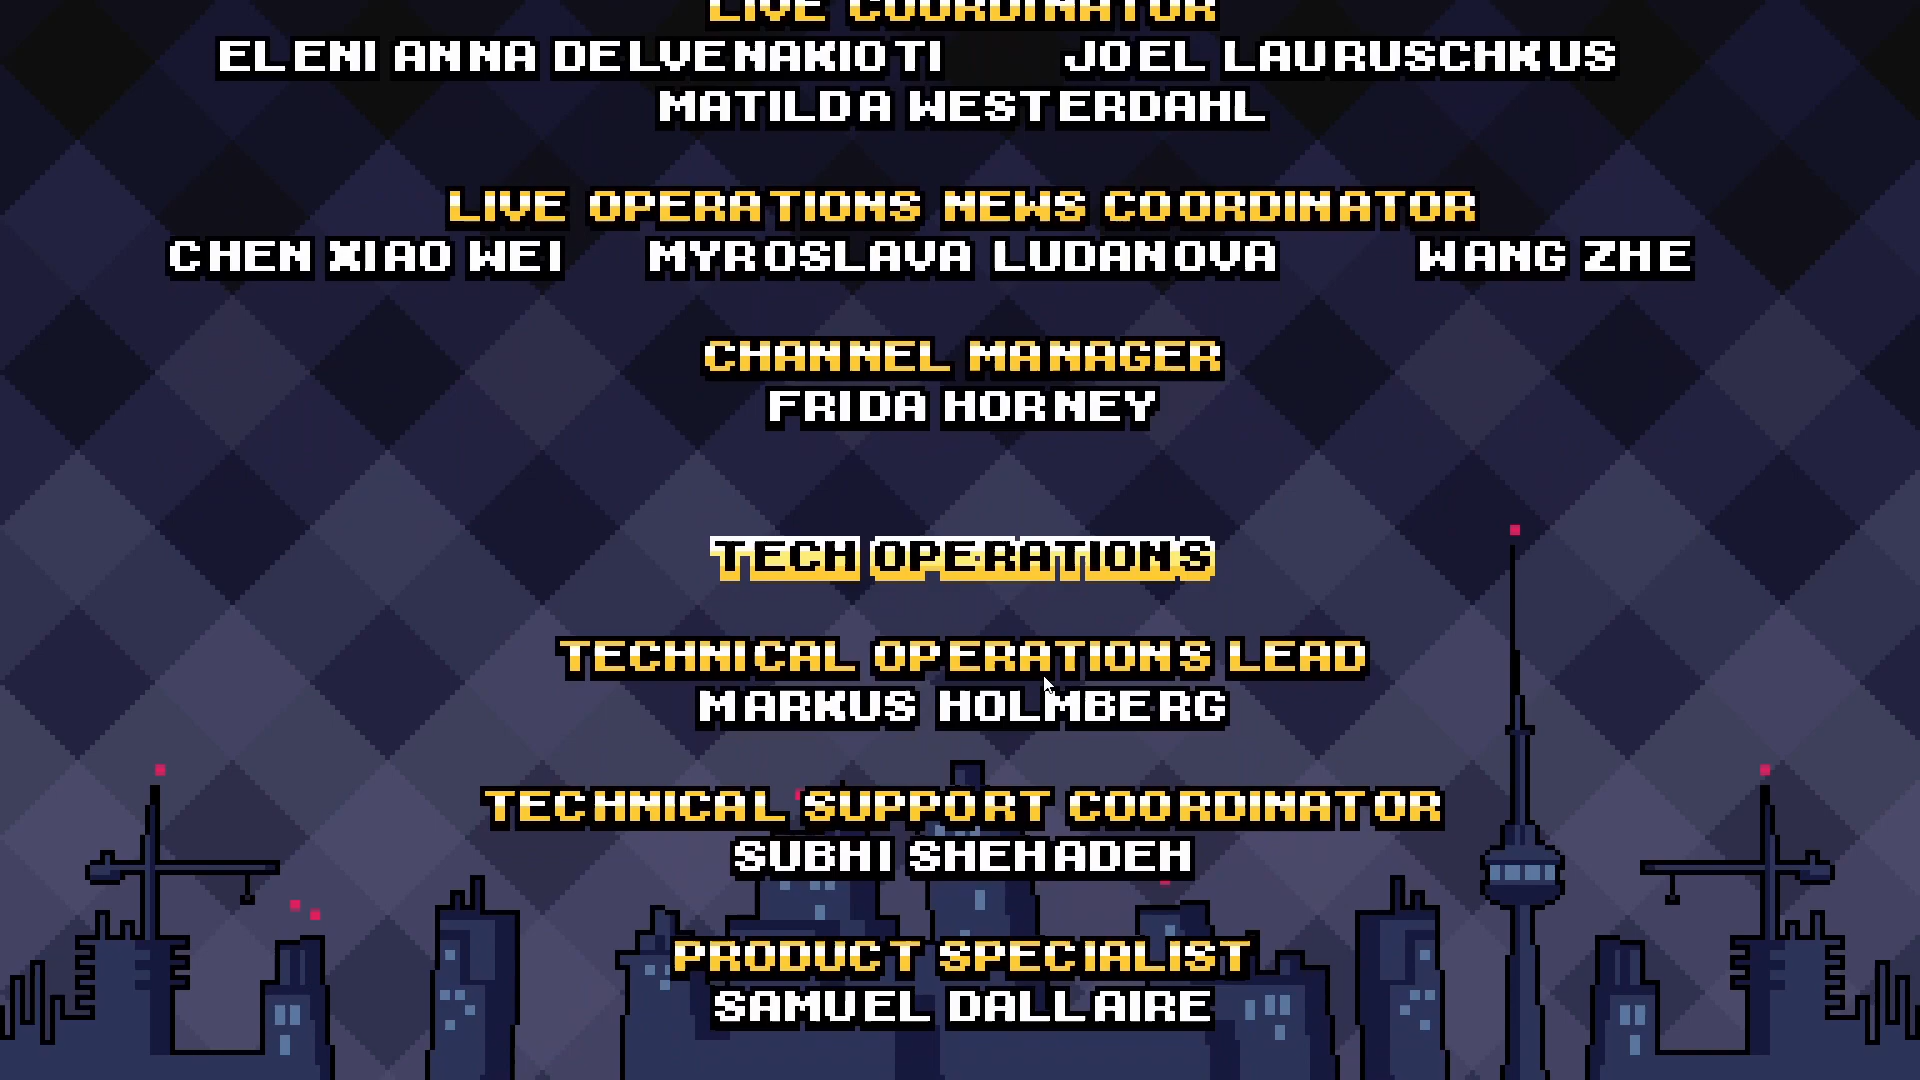 LIVE COORDINATOR
ELENI ANNA DELVENAKIOTI JOEL LAURUSCHKUS
MATILDA WESTERDAHL
LIVE OPERATIONS NEWS COORDINATOR
CHEN XIAO WEI MYROSLAVA LUDANOVA WANG ZHE
CHANNEL MANAGER
FRIDA HORNEY
TECH OPERATIONS
TECHNICAL OPERATIONS LEAD
MARKUS HOLMBERG
TECHNICAL SUPPORT COORDINATOR
SUBHI SHEHADEH
PRODUCT SPECIALIST
SAMUEL DALLAIRE